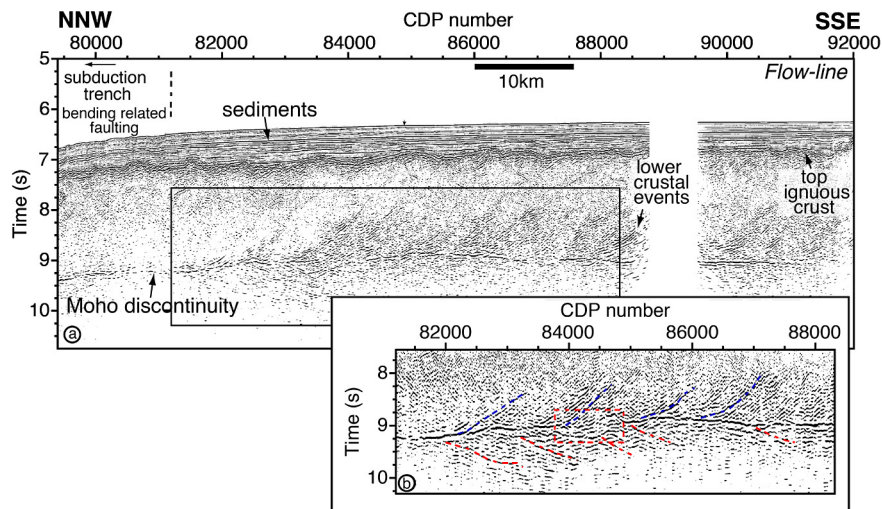 NNW
CDP number
SSE
80000
82000
84000
86000
88000
90000
92000
5
6
7
8
9
10
Time (s)
subduction
trench
bending related
faulting
10km
Flow-line
sediments
lower
crustal
events
top
ignuous
crust
Moho discontinuity
a
CDP number
82000
84000
86000
88000
8
9
10
Time (s)
b